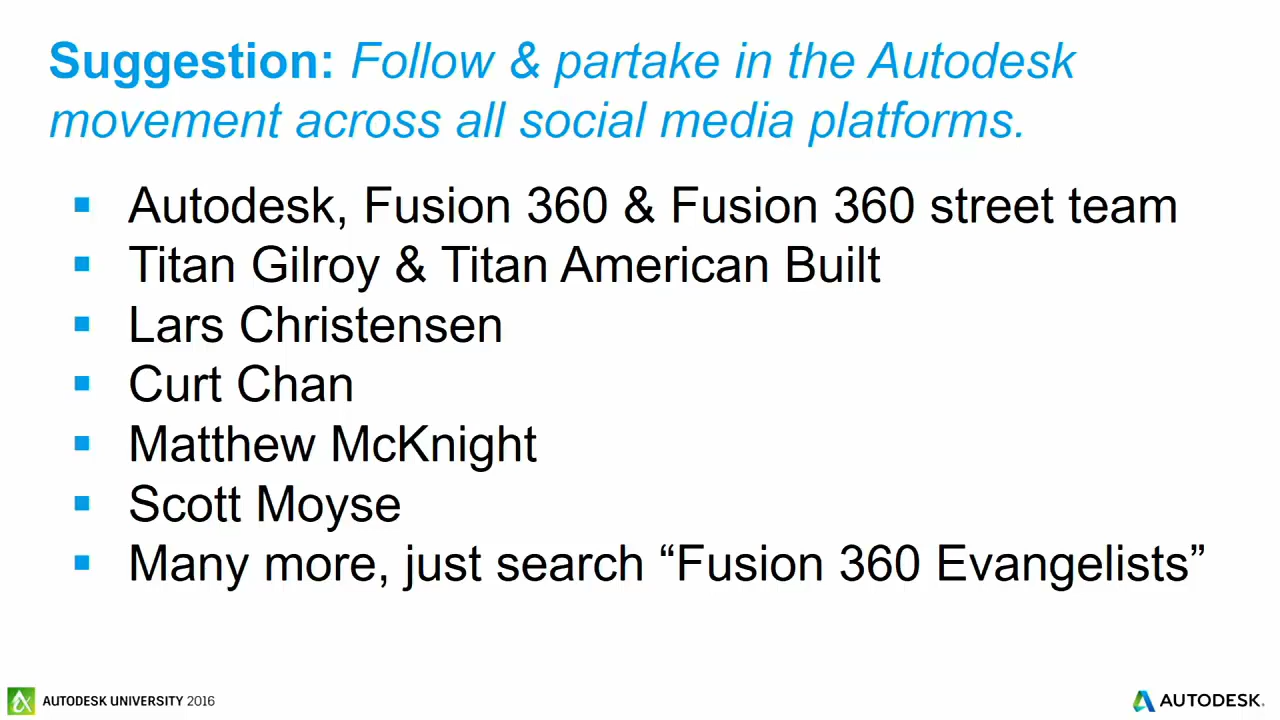 Suggestion: Follow & partake in the Autodesk
movement across all social media platforms.
Autodesk, Fusion 360 & Fusion 360 street team
Titan Gilroy & Titan American Built
Lars Christensen
Curt Chan
Matthew McKnight
Scott Moyse
Many more, just search “Fusion 360 Evangelists”
AUTODESK UNIVERSITY 2016
AUTODESK.